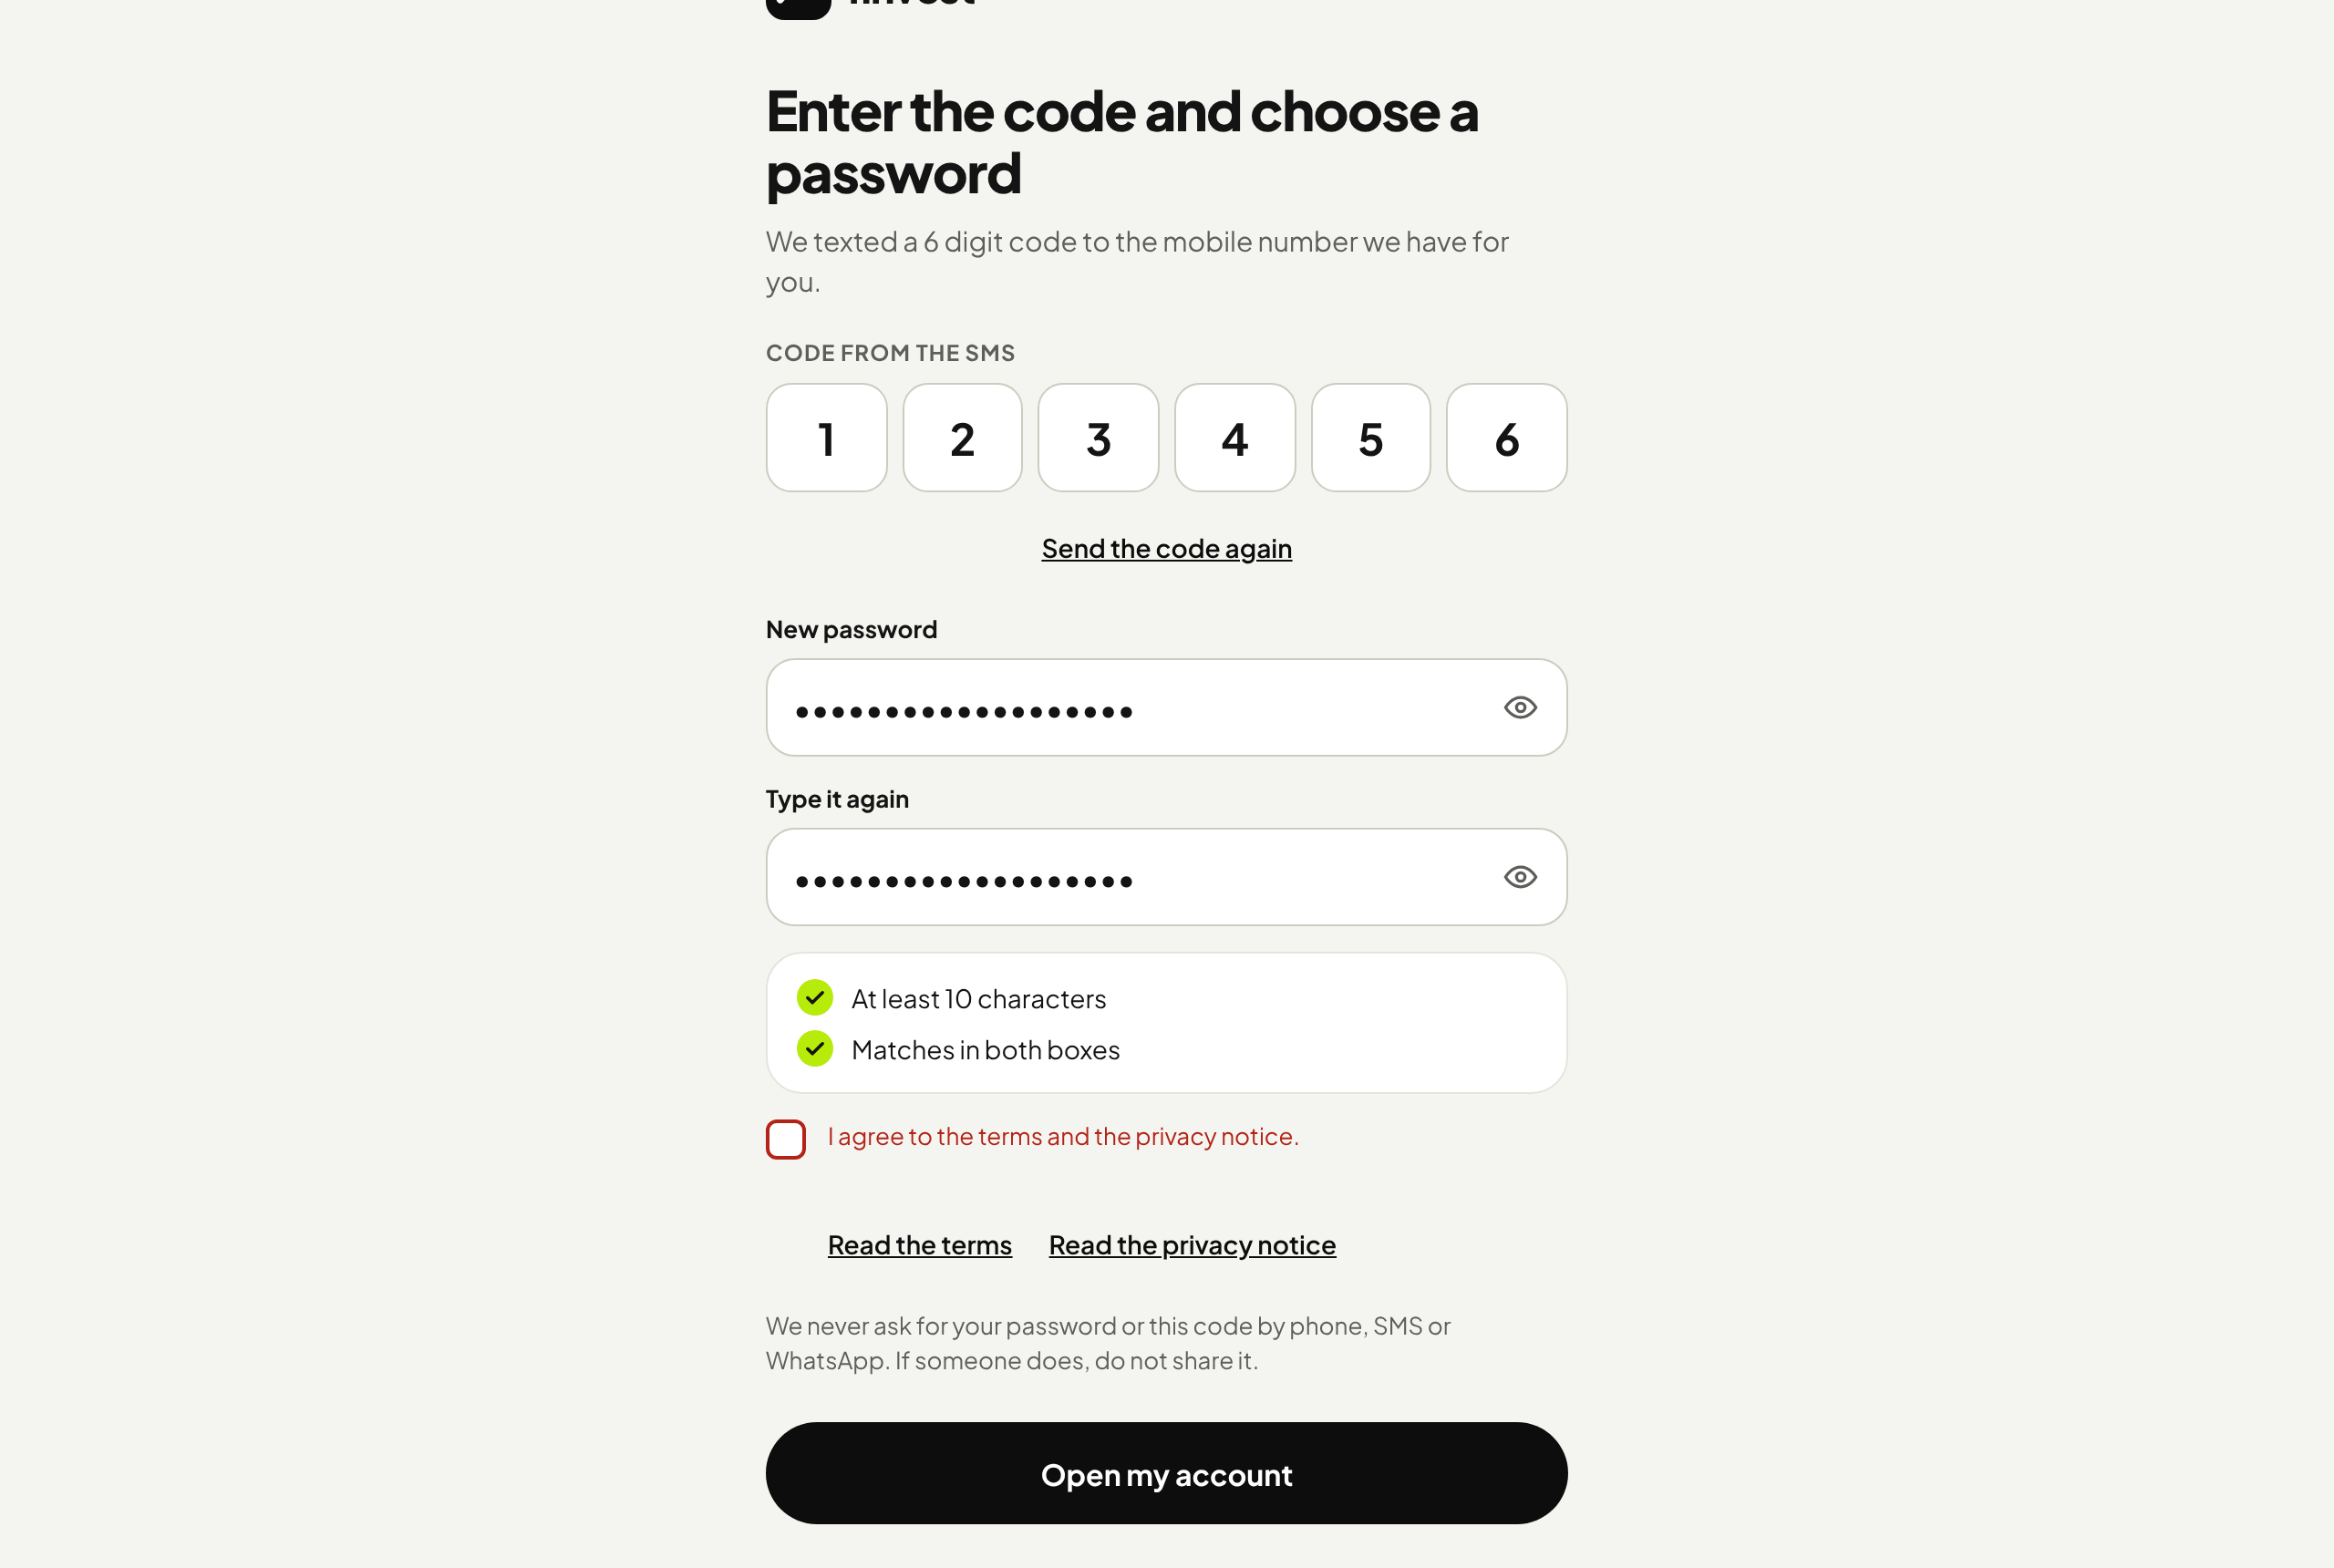 Enter the code and choose a
password
We texted a 6 digit code to the mobile number we have for
you.
CODE FROM THE SMS
1 2 3 4 5 6
Send the code again
New password
Type it again
At least 10 characters
Matches in both boxes
I agree to the terms and the privacy notice.
Read the terms Read the privacy notice
We never ask for your password or this code by phone, SMS or
WhatsApp. If someone does, do not share it.
Open my account